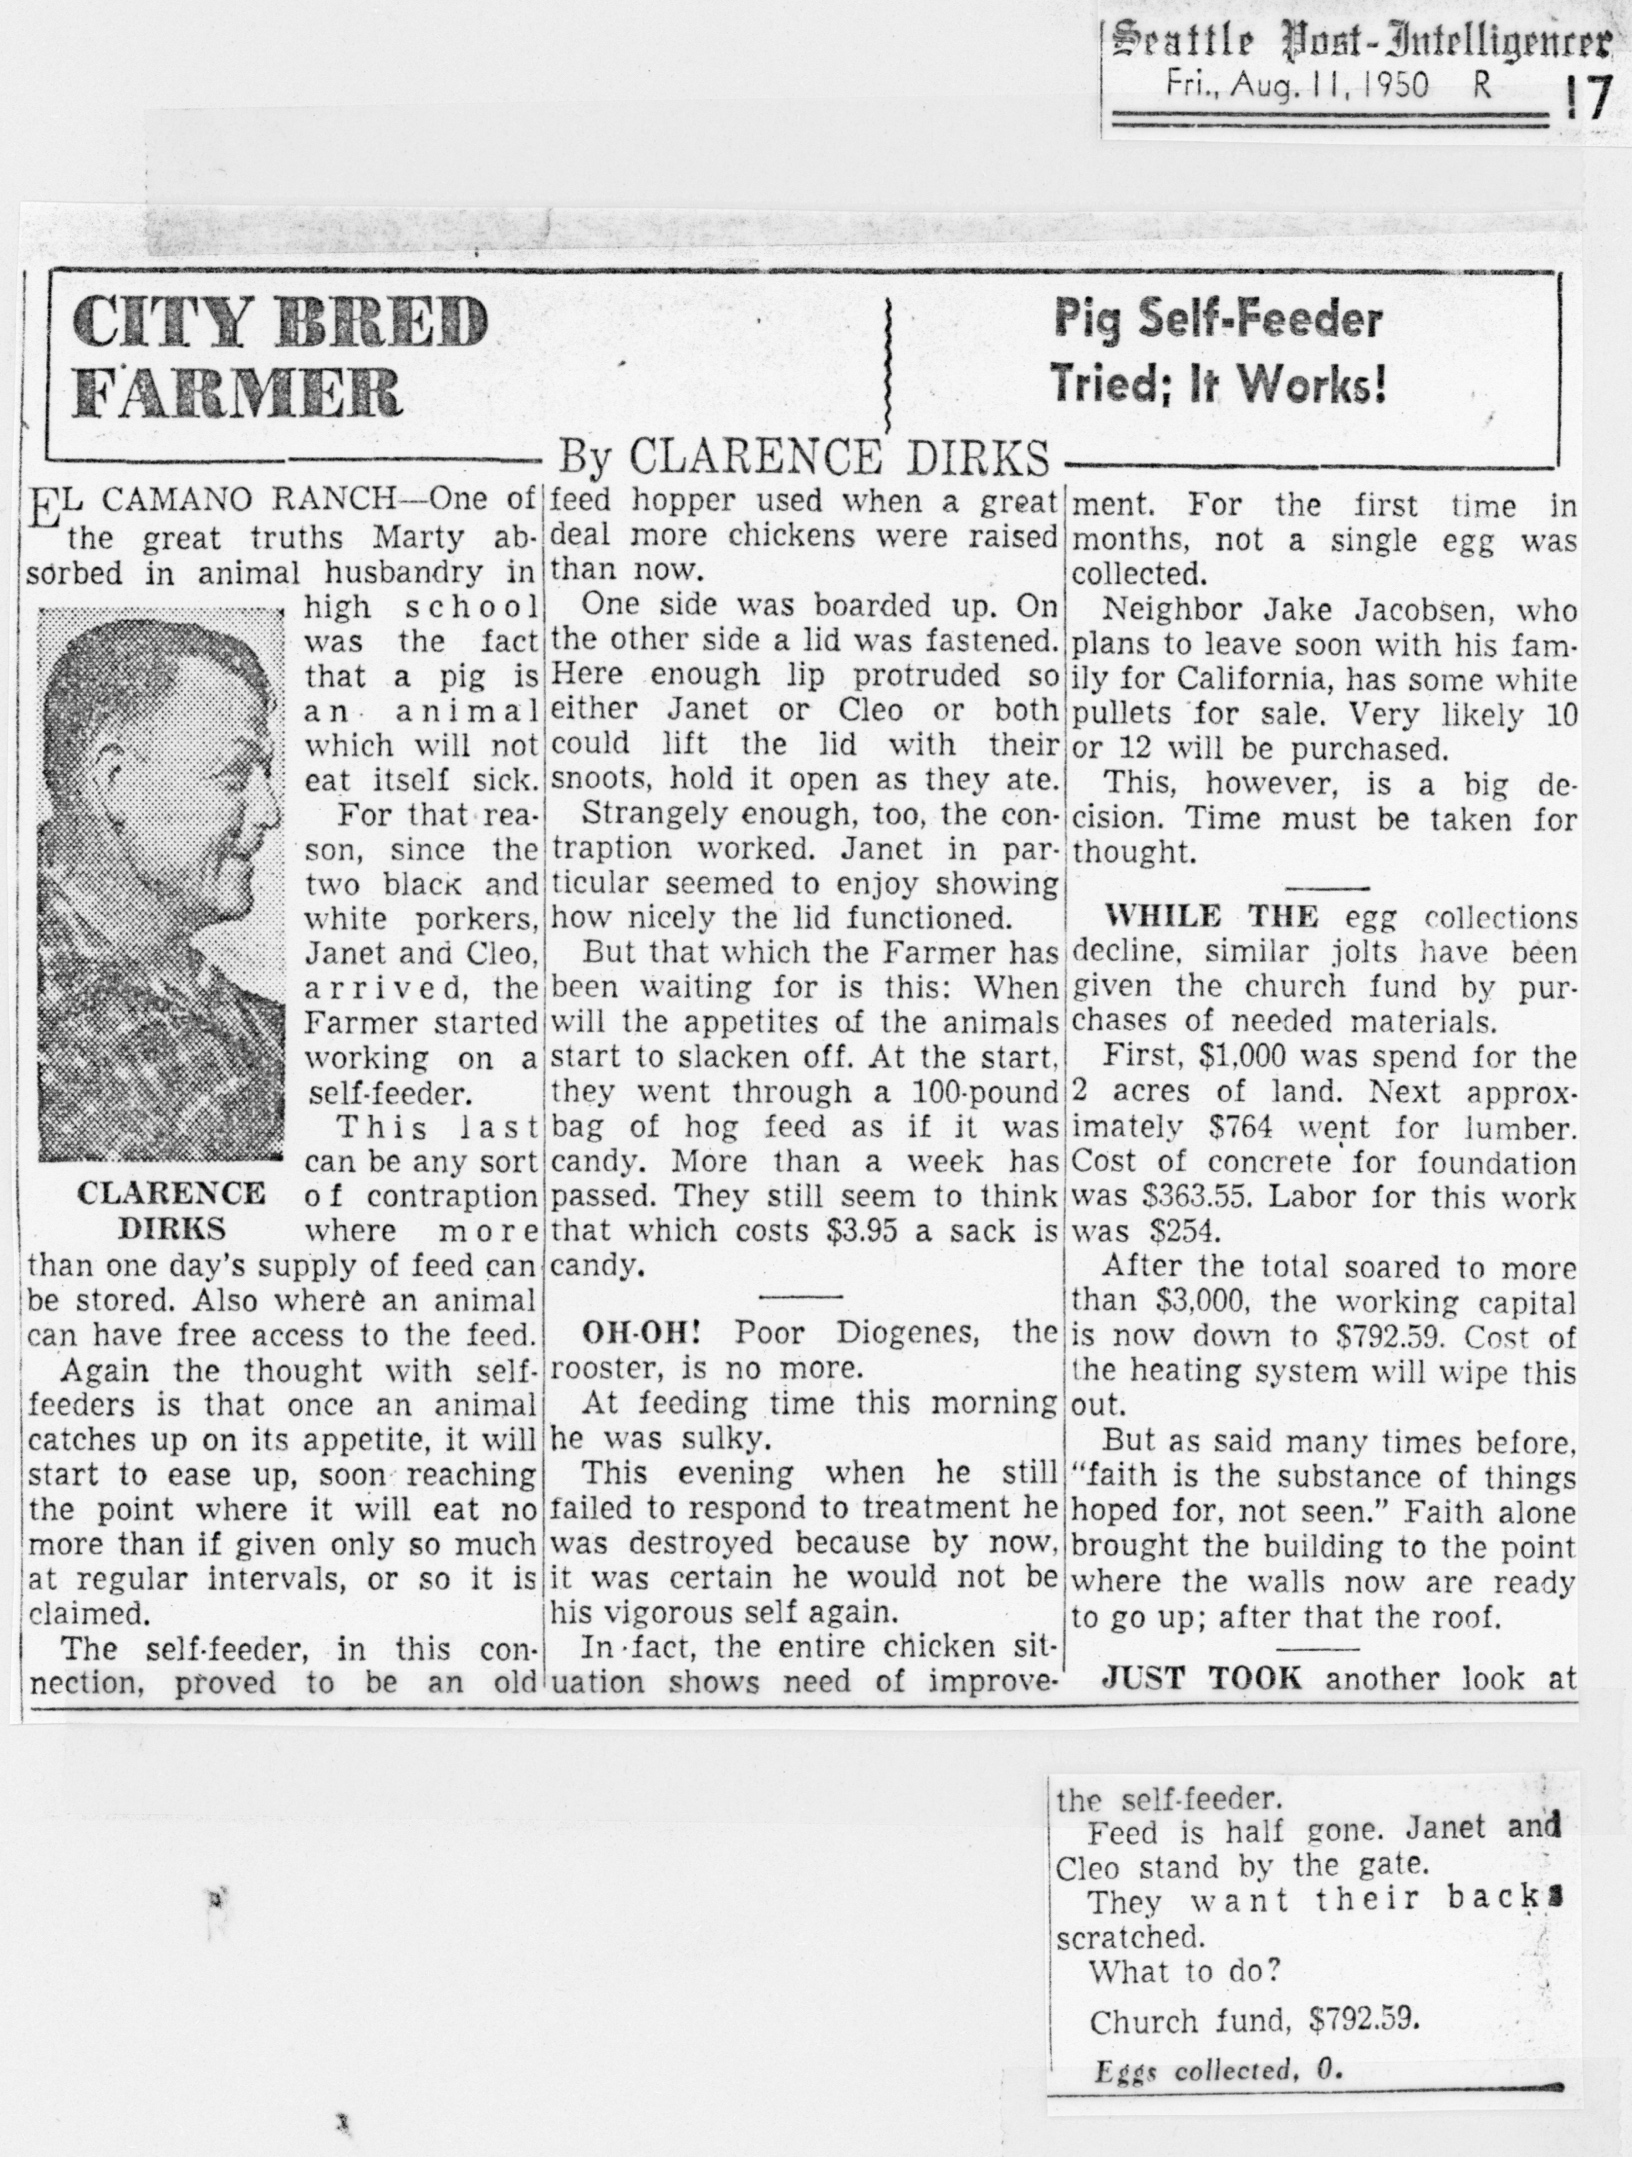 Seattle Post-Intelligencer
Fri., Aug. 11, 1950 R 17
CITY BRED
FARMER
Pig Self-Feeder
Tried; It Works!
By CLARENCE DIRKS
EL CAMANO RANCH—One of
the great truths Marty ab-
sorbed in animal husbandry in
high school
was the fact
that a pig is
an animal
which will not
eat itself sick.
For that rea-
son, since the
two black and
white porkers,
Janet and Cleo,
arrived, the
Farmer started
working on a
self-feeder.
This last
can be any sort
of contraption
where more
CLARENCE
DIRKS
than one day's supply of feed can
be stored. Also where an animal
can have free access to the feed.
Again the thought with self-
feeders is that once an animal
catches up on its appetite, it will
start to ease up, soon reaching
the point where it will eat no
more than if given only so much
at regular intervals, or so it is
claimed.
The self-feeder, in this con-
nection, proved to be an old
feed hopper used when a great
deal more chickens were raised
than now.
One side was boarded up. On
the other side a lid was fastened.
Here enough lip protruded so
either Janet or Cleo or both
could lift the lid with their
snoots, hold it open as they ate.
Strangely enough, too, the con-
traption worked. Janet in par-
ticular seemed to enjoy showing
how nicely the lid functioned.
But that which the Farmer has
been waiting for is this: When
will the appetites of the animals
start to slacken off. At the start,
they went through a 100-pound
bag of hog feed as if it was
candy. More than a week has
passed. They still seem to think
that which costs $3.95 a sack is
candy.
OH-OH! Poor Diogenes, the
rooster, is no more.
At feeding time this morning
he was sulky.
This evening when he still
failed to respond to treatment he
was destroyed because by now,
it was certain he would not be
his vigorous self again.
In fact, the entire chicken sit-
uation shows need of improve-
ment. For the first time in
months, not a single egg was
collected.
Neighbor Jake Jacobsen, who
plans to leave soon with his fam-
ily for California, has some white
pullets for sale. Very likely 10
or 12 will be purchased.
This, however, is a big de-
cision. Time must be taken for
thought.
WHILE THE egg collections
decline, similar jolts have been
given the church fund by pur-
chases of needed materials.
First, $1,000 was spend for the
2 acres of land. Next approx-
imately $764 went for lumber.
Cost of concrete for foundation
was $363.55. Labor for this work
was $254.
After the total soared to more
than $3,000, the working capital
is now down to $792.59. Cost of
the heating system will wipe this
out.
But as said many times before,
“faith is the substance of things
hoped for, not seen.” Faith alone
brought the building to the point
where the walls now are ready
to go up; after that the roof.
JUST TOOK another look at
the self-feeder.
Feed is half gone. Janet and
Cleo stand by the gate.
They want their backs
scratched.
What to do?
Church fund, $792.59.
Eggs collected, 0.